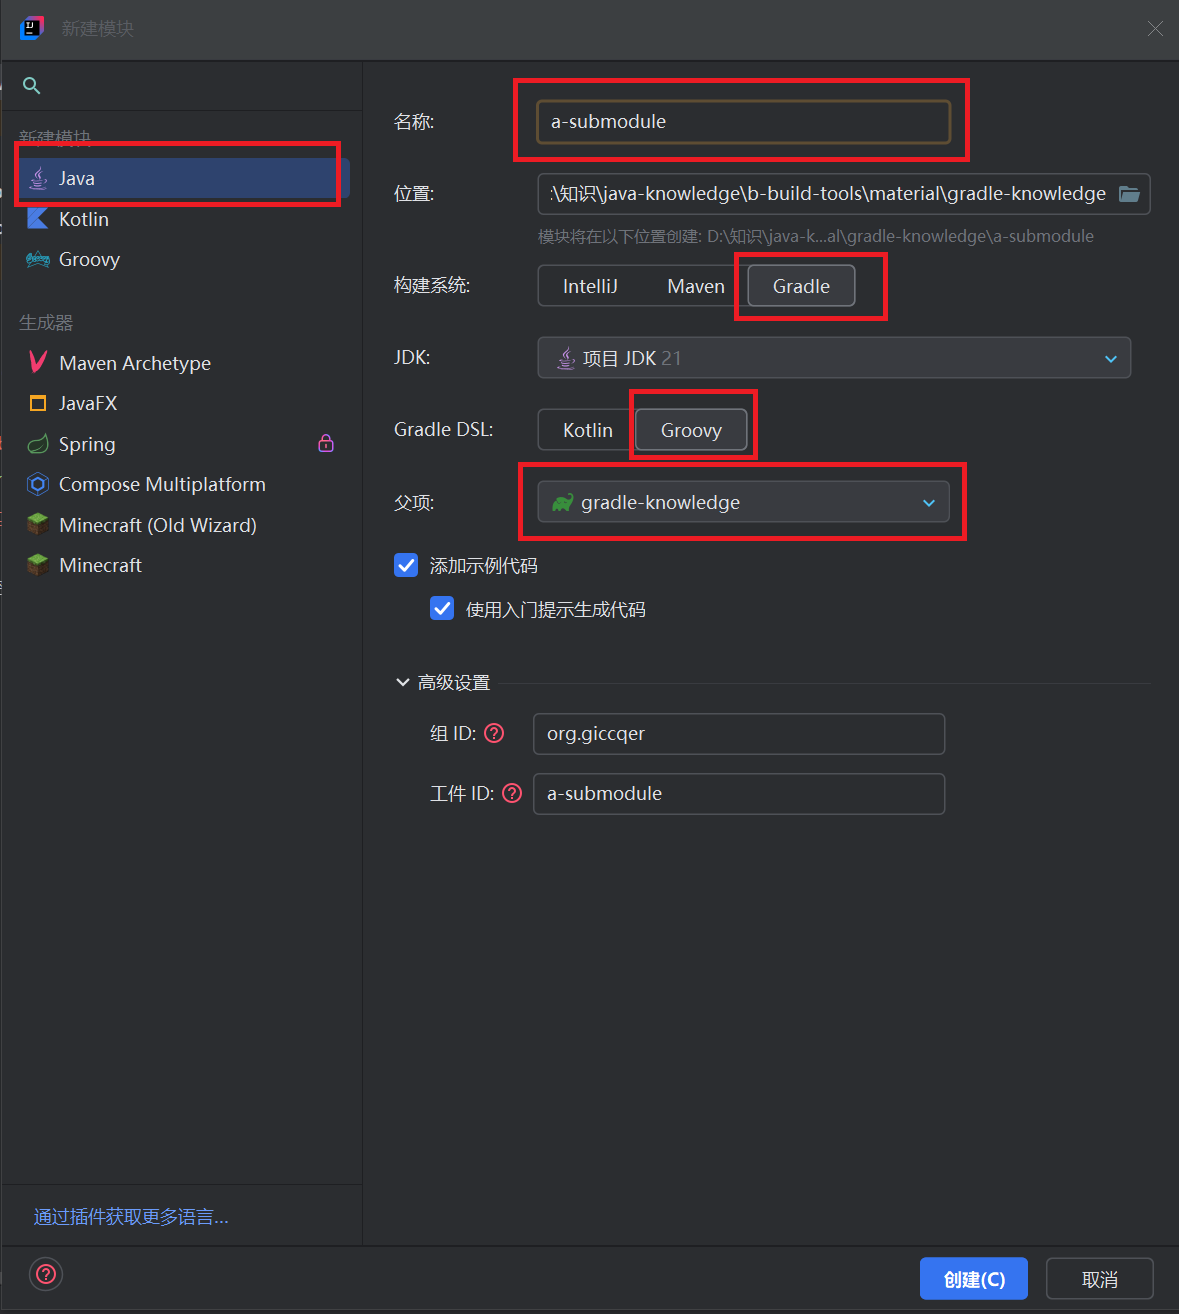 新建模块
新建模块
Java
Kotlin
Groovy
生成器
Maven Archetype
JavaFX
Spring
Compose Multiplatform
Minecraft (Old Wizard)
Minecraft
通过插件获取更多语言...
名称:
a-submodule
位置:
:\知识\java-knowledge\b-build-tools\material\gradle-knowledge
模块将在以下位置创建: D:\知识\java-k...al\gradle-knowledge\a-submodule
构建系统:
IntelliJ Maven Gradle
JDK:
项目 JDK 21
Gradle DSL:
Kotlin Groovy
父项:
gradle-knowledge
添加示例代码
使用入门提示生成代码
高级设置
组 ID:
org.giccqer
工件 ID:
a-submodule
创建(C)
取消